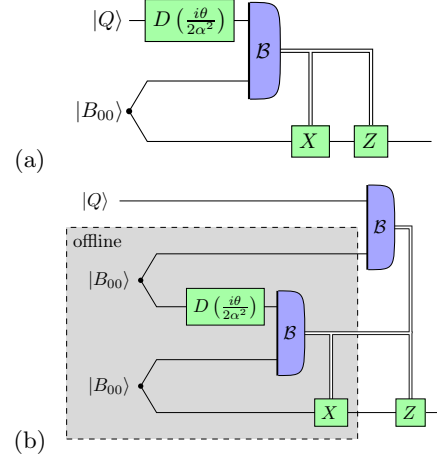 |Q⟩ D(iθ/2α²) B
|B₀₀⟩
X Z
(a)
|Q⟩ B
offline
|B₀₀⟩
D(iθ/2α²) B
|B₀₀⟩
X Z
(b)